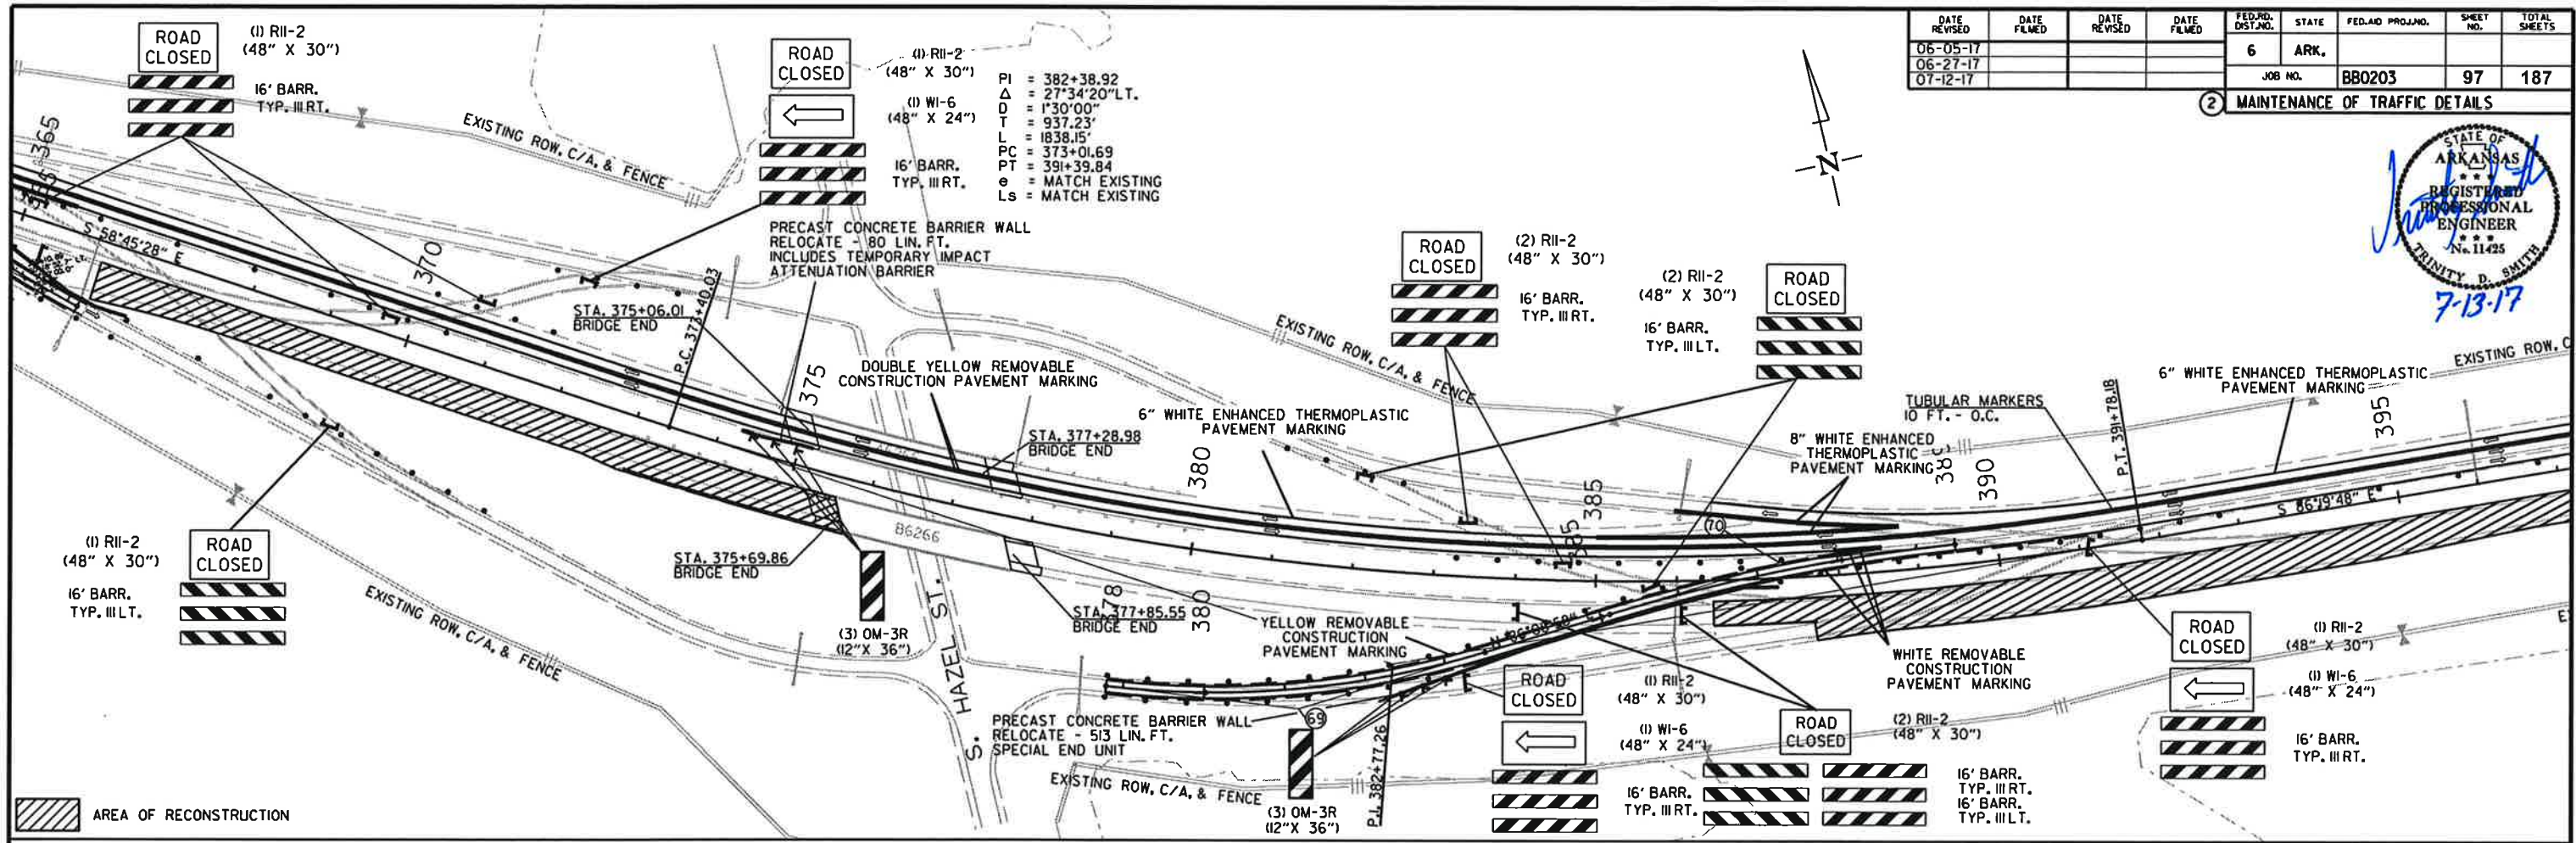 ROAD
CLOSED
(1) R11-2
(48" X 30")
16' BARR.
TYP. III RT.
EXISTING ROW, C/A, & FENCE
ROAD
CLOSED
(1) R11-2
(48" X 30")
(1) W1-6
(48" X 24")
16' BARR.
TYP. III RT.
PI = 382+38.92
Δ = 27°34'20" LT.
D = 1°30'00"
T = 937.23'
L = 1838.15'
PC = 373+01.69
PT = 391+39.84
e = MATCH EXISTING
Ls = MATCH EXISTING
PRECAST CONCRETE BARRIER WALL
RELOCATE - 80 LIN. FT.
INCLUDES TEMPORARY IMPACT
ATTENUATION BARRIER
N
DATE REVISED
DATE FILMED
DATE REVISED
DATE FILMED
FED.RD. DIST.NO.
STATE
FED.AID PROJ.NO.
SHEET NO.
TOTAL SHEETS
06-05-17
06-27-17
07-12-17
6
ARK.
JOB NO.
BB0203
97
187
2
MAINTENANCE OF TRAFFIC DETAILS
STATE OF
ARKANSAS
REGISTERED
PROFESSIONAL
ENGINEER
No. 11425
TRINITY D. SMITH
7-13-17
365
365
S 58°45'28" E
370
STA. 375+06.01
BRIDGE END
P.C. 373+40.03
375
DOUBLE YELLOW REMOVABLE
CONSTRUCTION PAVEMENT MARKING
STA. 377+28.98
BRIDGE END
6" WHITE ENHANCED THERMOPLASTIC
PAVEMENT MARKING
380
EXISTING ROW, C/A, & FENCE
ROAD
CLOSED
(2) R11-2
(48" X 30")
16' BARR.
TYP. III RT.
(2) R11-2
(48" X 30")
ROAD
CLOSED
16' BARR.
TYP. III LT.
385
385
8" WHITE ENHANCED
THERMOPLASTIC
PAVEMENT MARKING
TUBULAR MARKERS
10 FT. - O.C.
390
P.T. 391+78.18
6" WHITE ENHANCED THERMOPLASTIC
PAVEMENT MARKING
EXISTING ROW, C
395
S 86°19'48" E
70
(1) R11-2
(48" X 30")
ROAD
CLOSED
16' BARR.
TYP. III LT.
EXISTING ROW, C/A, & FENCE
STA. 375+69.86
BRIDGE END
B6266
(3) OM-3R
(12" X 36")
S. HAZEL ST.
STA. 377+85.55
BRIDGE END
378
380
YELLOW REMOVABLE
CONSTRUCTION
PAVEMENT MARKING
PRECAST CONCRETE BARRIER WALL
RELOCATE - 513 LIN. FT.
SPECIAL END UNIT
69
EXISTING ROW, C/A, & FENCE
(3) OM-3R
(12" X 36")
P.I. 382+77.26
ROAD
CLOSED
(1) R11-2
(48" X 30")
(1) W1-6
(48" X 24")
16' BARR.
TYP. III RT.
ROAD
CLOSED
(2) R11-2
(48" X 30")
16' BARR.
TYP. III RT.
16' BARR.
TYP. III LT.
WHITE REMOVABLE
CONSTRUCTION
PAVEMENT MARKING
ROAD
CLOSED
(1) R11-2
(48" X 30")
(1) W1-6
(48" X 24")
16' BARR.
TYP. III RT.
AREA OF RECONSTRUCTION